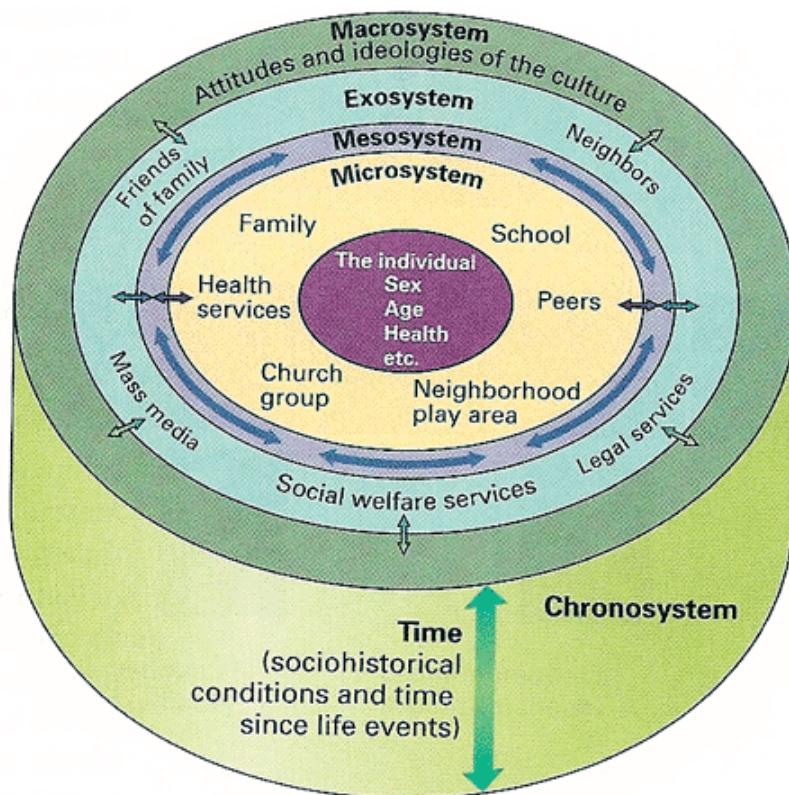 Macrosystem
Attitudes and ideologies of the culture
Exosystem
Mesosystem
Microsystem
Friends
of family
Neighbors
Family
School
The individual
Sex
Age
Health
etc.
Health
services
Peers
Church
group
Neighborhood
play area
Mass media
Social welfare services
Legal services
Time
(sociohistorical
conditions and time
since life events)
Chronosystem